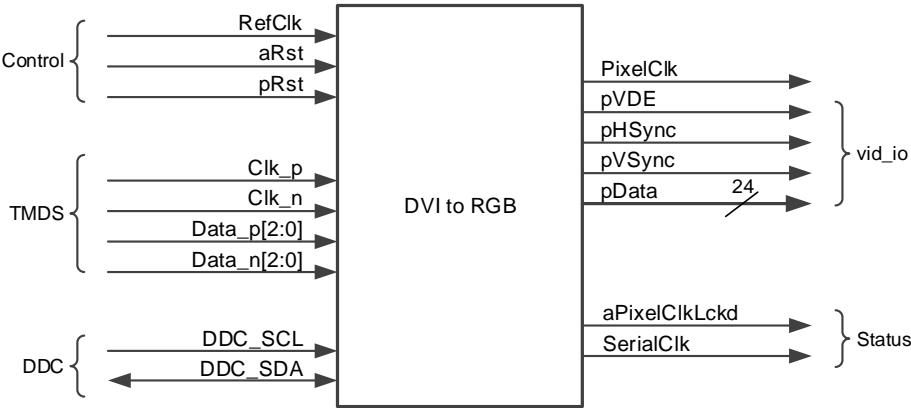 Control
RefClk
aRst
pRst
TMDS
Clk_p
Clk_n
Data_p[2:0]
Data_n[2:0]
DDC
DDC_SCL
DDC_SDA
DVI to RGB
PixelClk
pVDE
pHSync
pVSync
pData
24
vid_io
aPixelClkLckd
SerialClk
Status